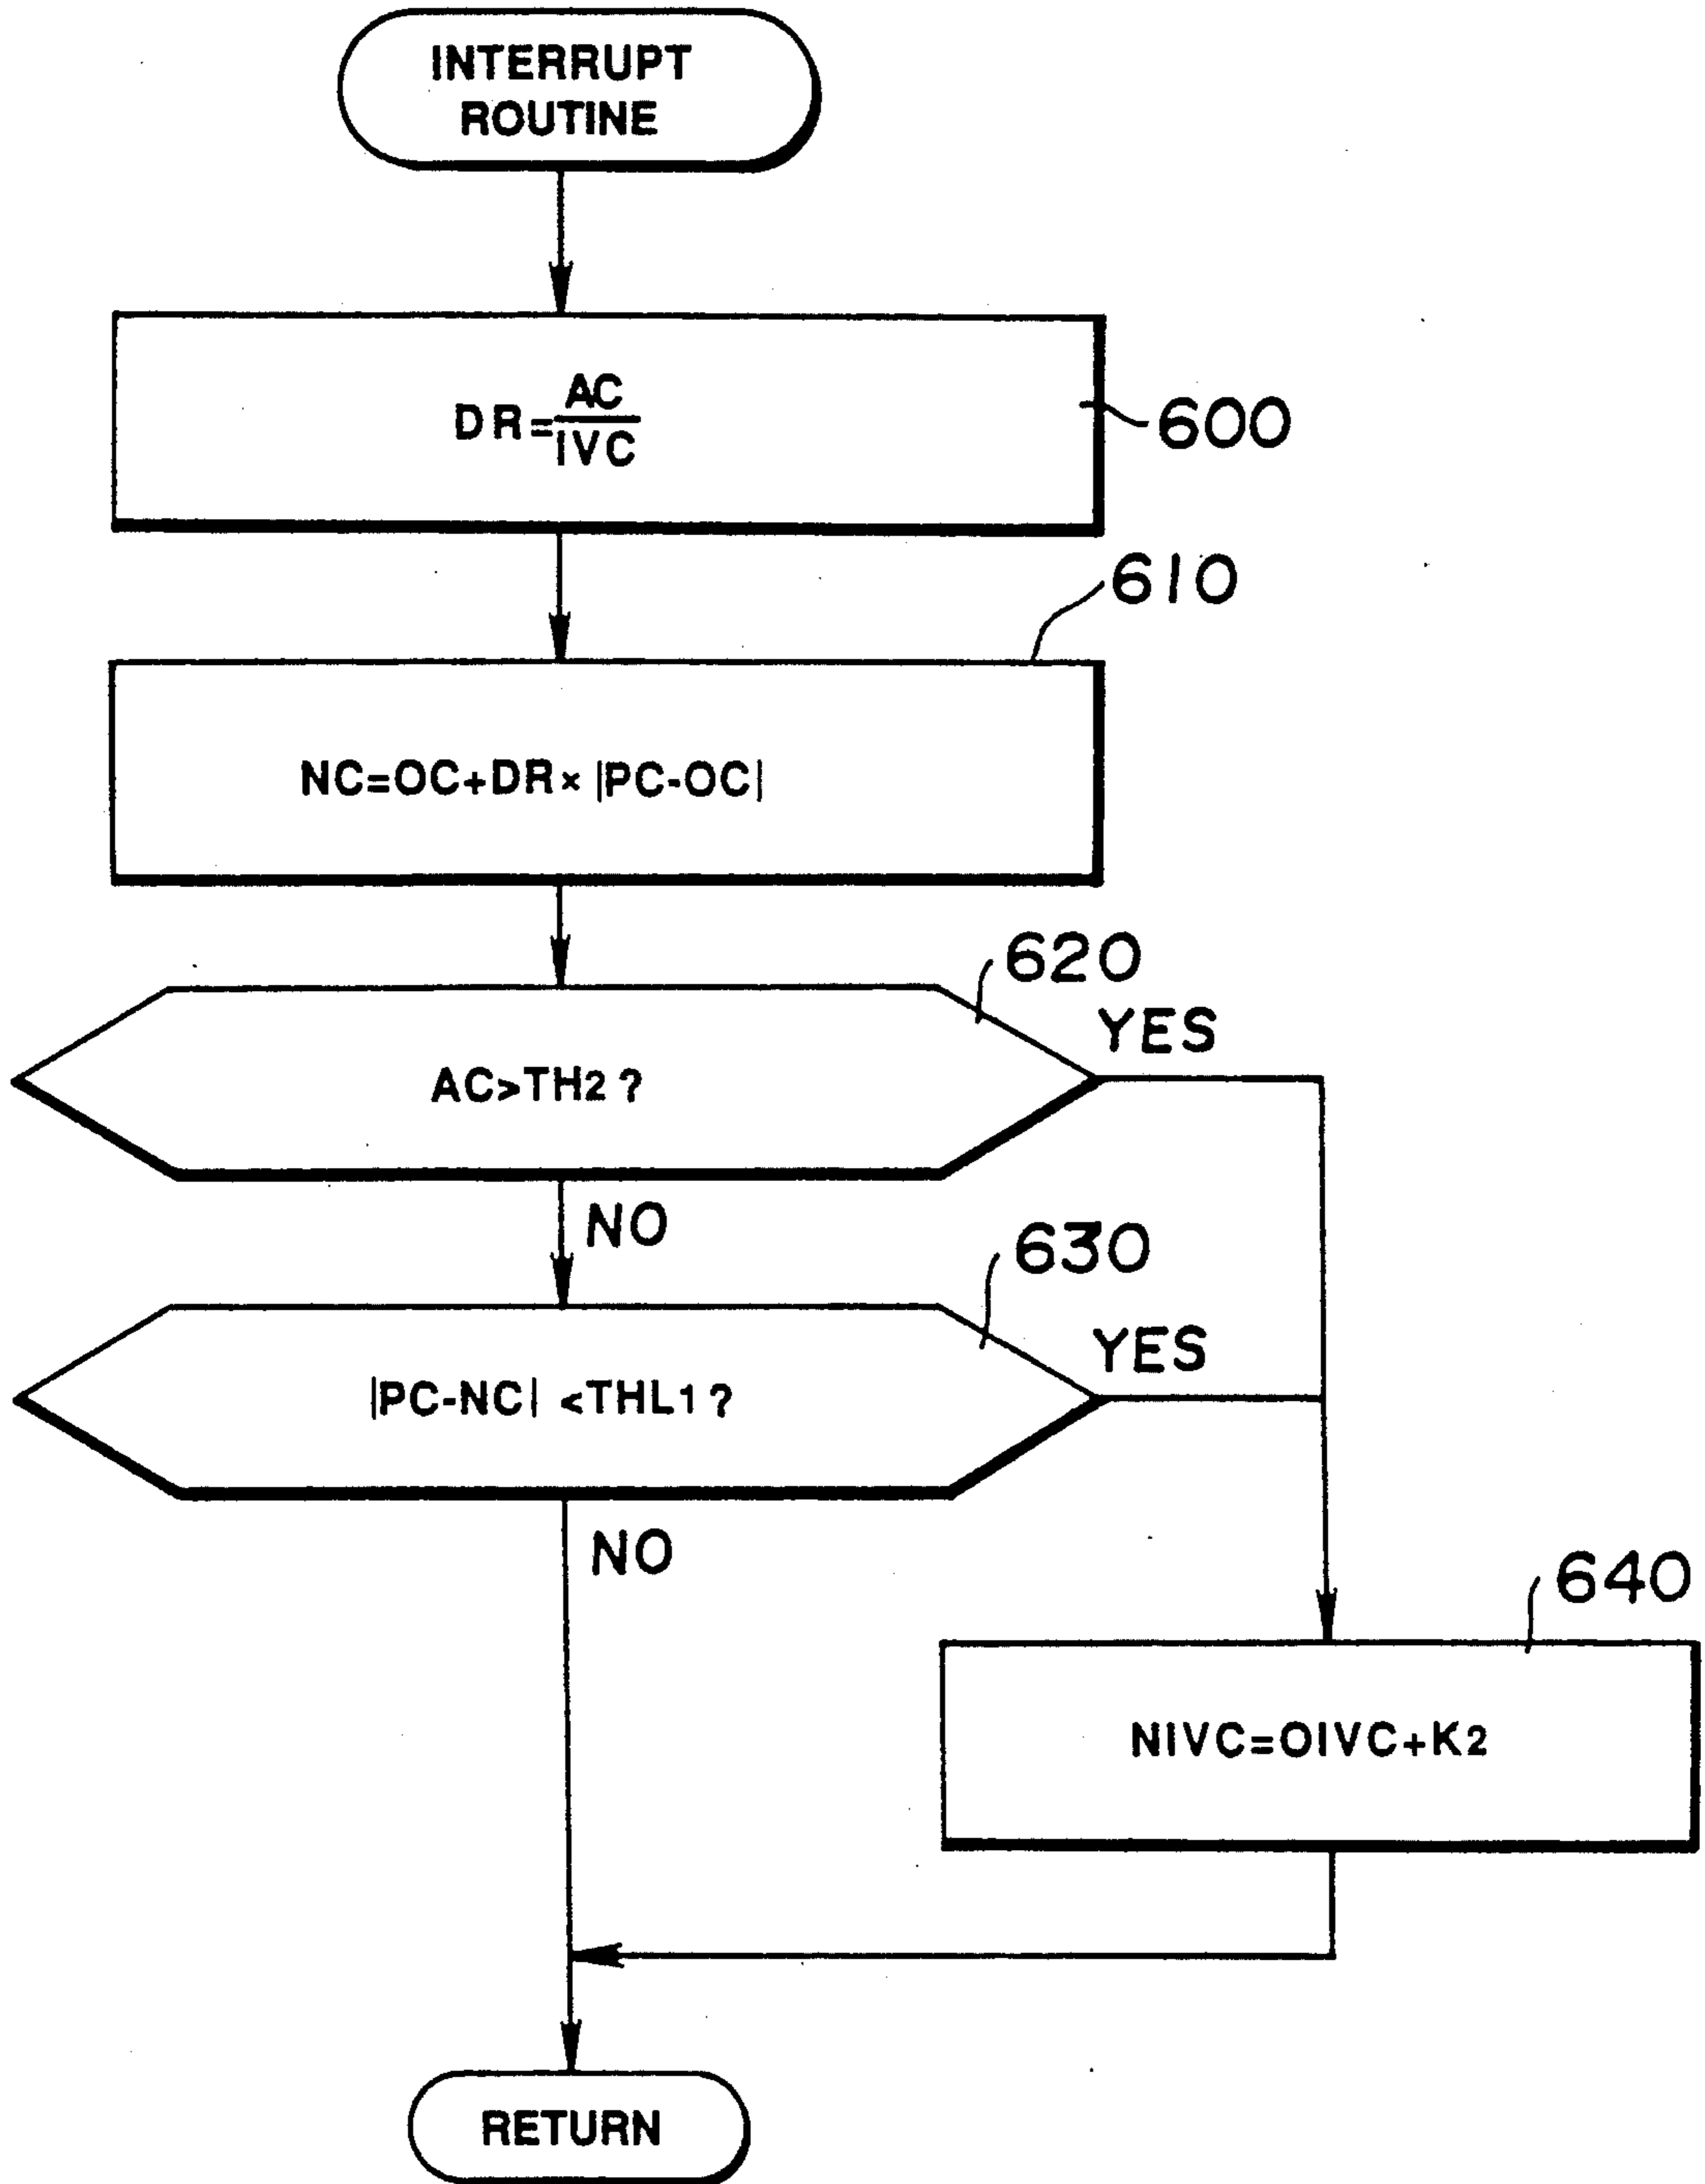 INTERRUPT
ROUTINE
DR=AC/IVC
600
610
NC=OC+DR×|PC-OC|
620
AC>TH2?
YES
NO
630
|PC-NC| <THL1?
YES
NO
640
NIVC=OIVC+K2
RETURN